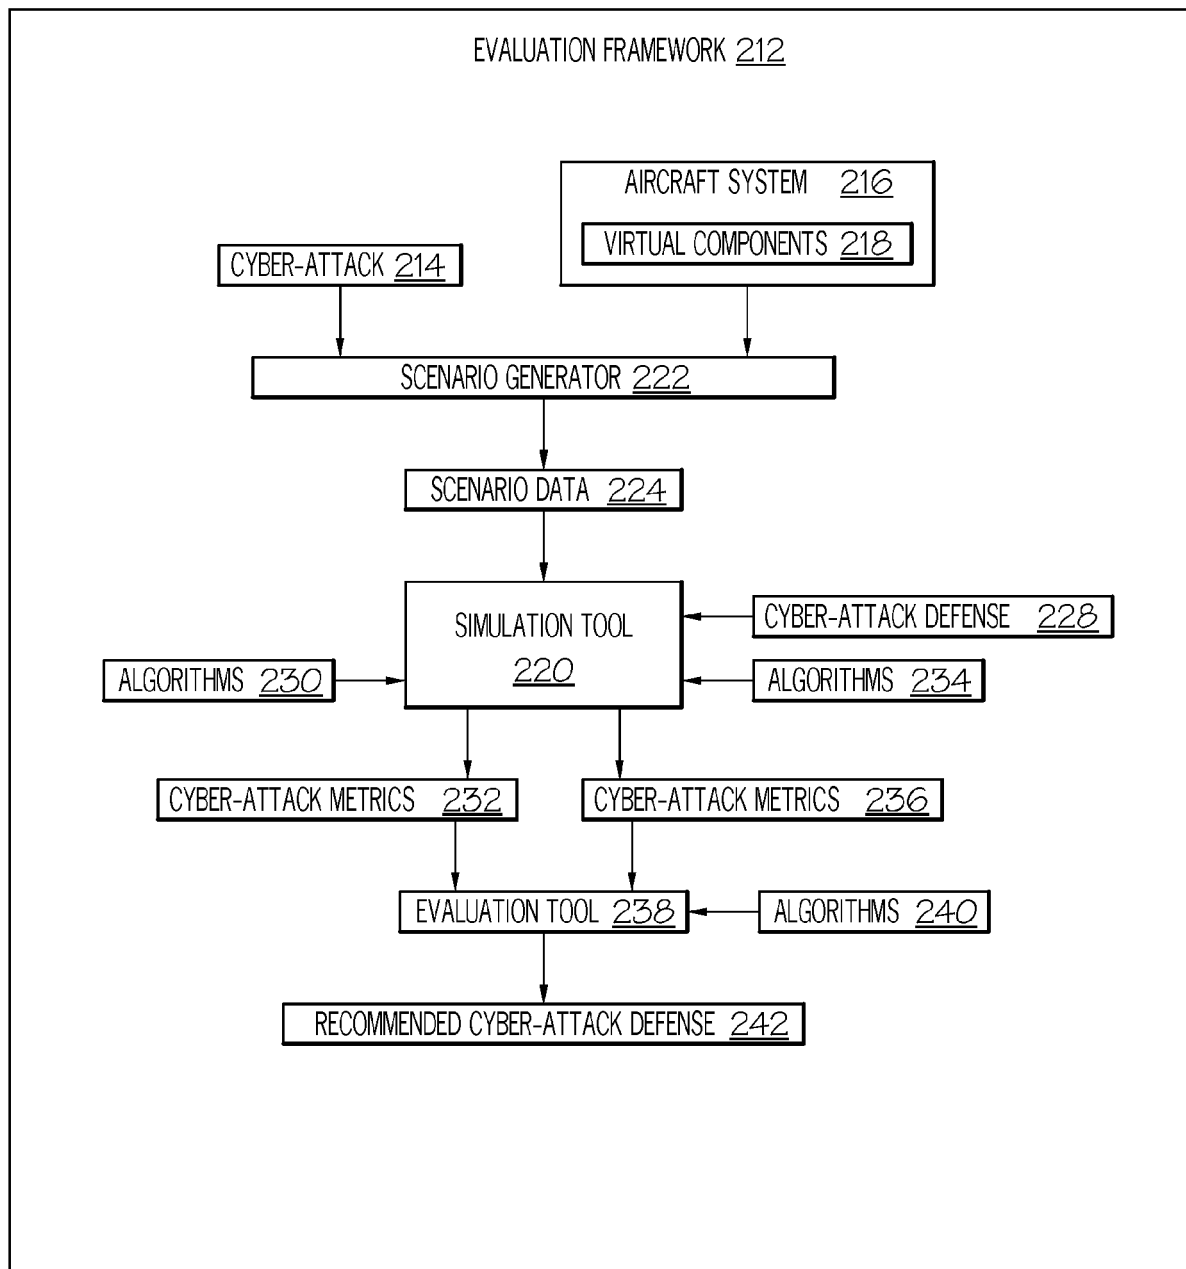 EVALUATION FRAMEWORK 212
AIRCRAFT SYSTEM 216
VIRTUAL COMPONENTS 218
CYBER-ATTACK 214
SCENARIO GENERATOR 222
SCENARIO DATA 224
SIMULATION TOOL
220
CYBER-ATTACK DEFENSE 228
ALGORITHMS 230
ALGORITHMS 234
CYBER-ATTACK METRICS 232
CYBER-ATTACK METRICS 236
EVALUATION TOOL 238
ALGORITHMS 240
RECOMMENDED CYBER-ATTACK DEFENSE 242